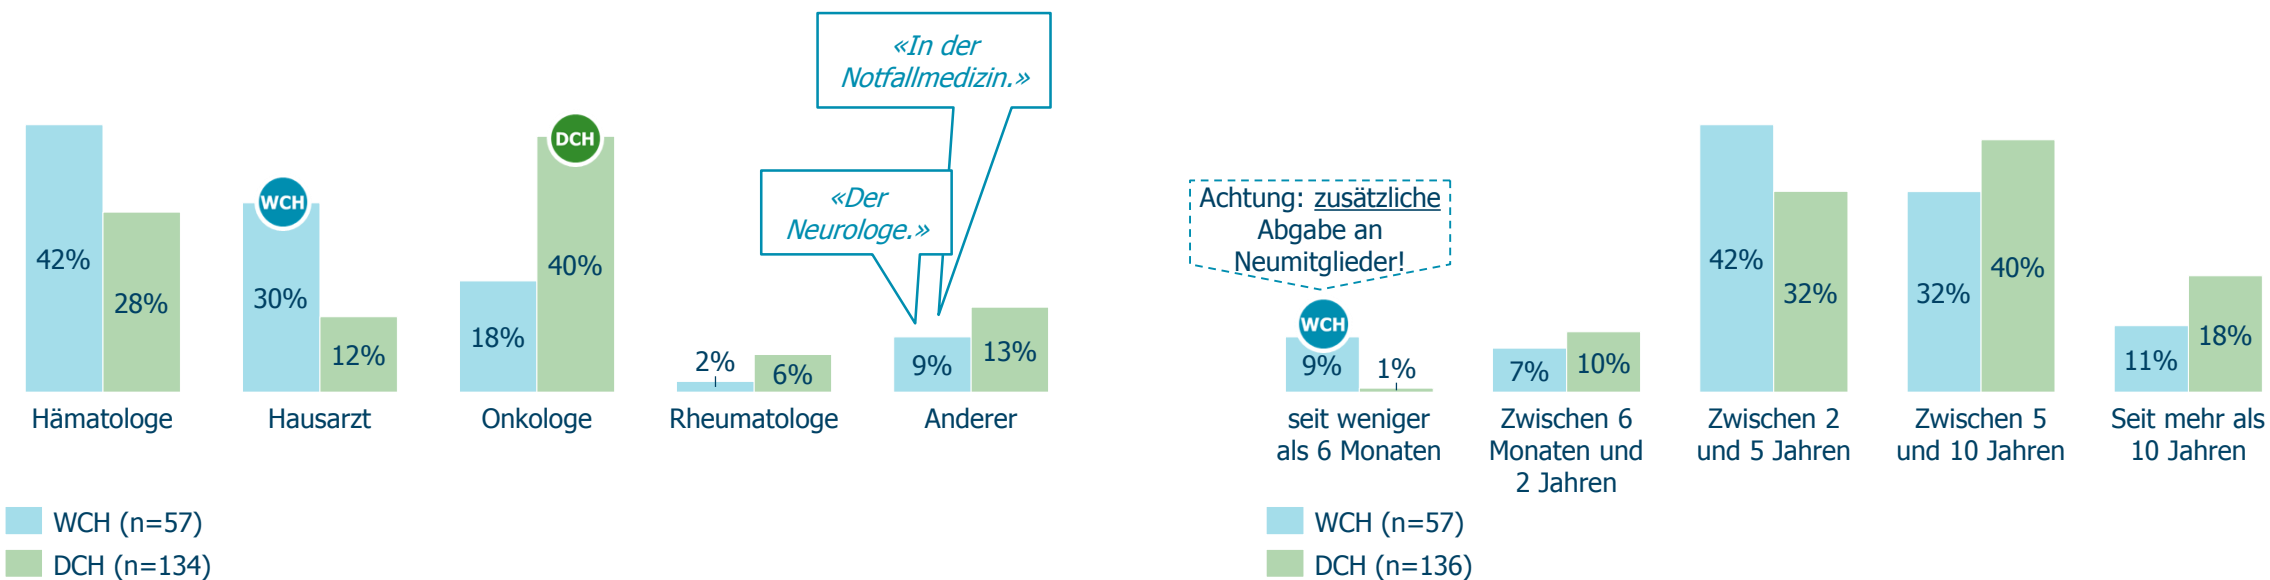 «In der
Notfallmedizin.»
«Der
Neurologe.»
DCH
WCH
42%
28%
30%
12%
18%
40%
2%
6%
9%
13%
Hämatologe
Hausarzt
Onkologe
Rheumatologe
Anderer
WCH (n=57)
DCH (n=134)
Achtung: zusätzliche
Abgabe an
Neumitglieder!
WCH
9%
1%
7%
10%
42%
32%
32%
40%
11%
18%
seit weniger
als 6 Monaten
Zwischen 6
Monaten und
2 Jahren
Zwischen 2
und 5 Jahren
Zwischen 5
und 10 Jahren
Seit mehr als
10 Jahren
WCH (n=57)
DCH (n=136)